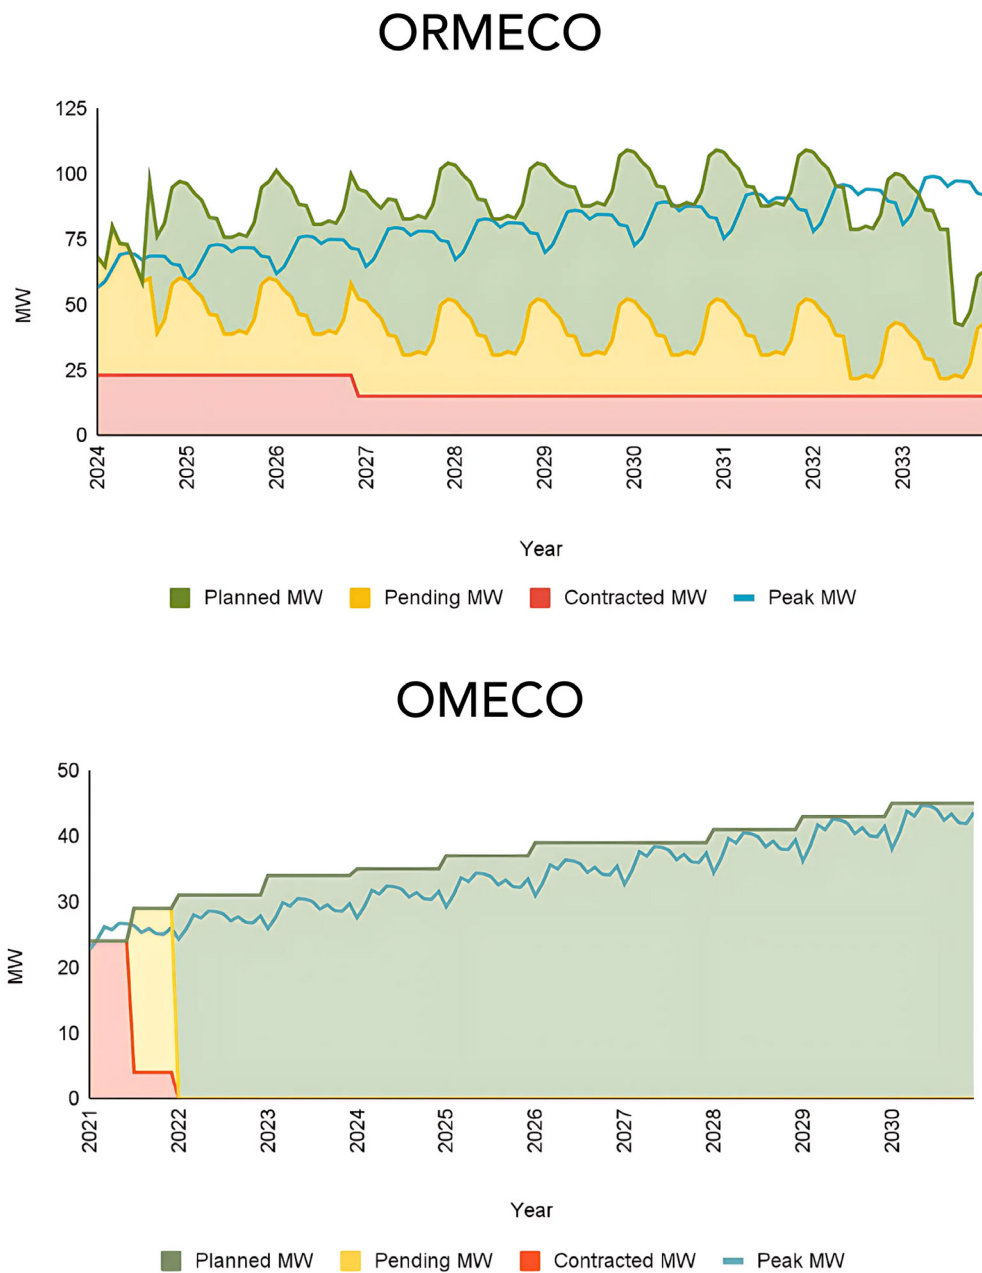 ORMECO
125
100
75
50
25
0
MW
2024 2025 2026 2027 2028 2029 2030 2031 2032 2033
Year
Planned MW Pending MW Contracted MW Peak MW
OMECO
50
40
30
20
10
0
MW
2021 2022 2023 2024 2025 2026 2027 2028 2029 2030
Year
Planned MW Pending MW Contracted MW Peak MW